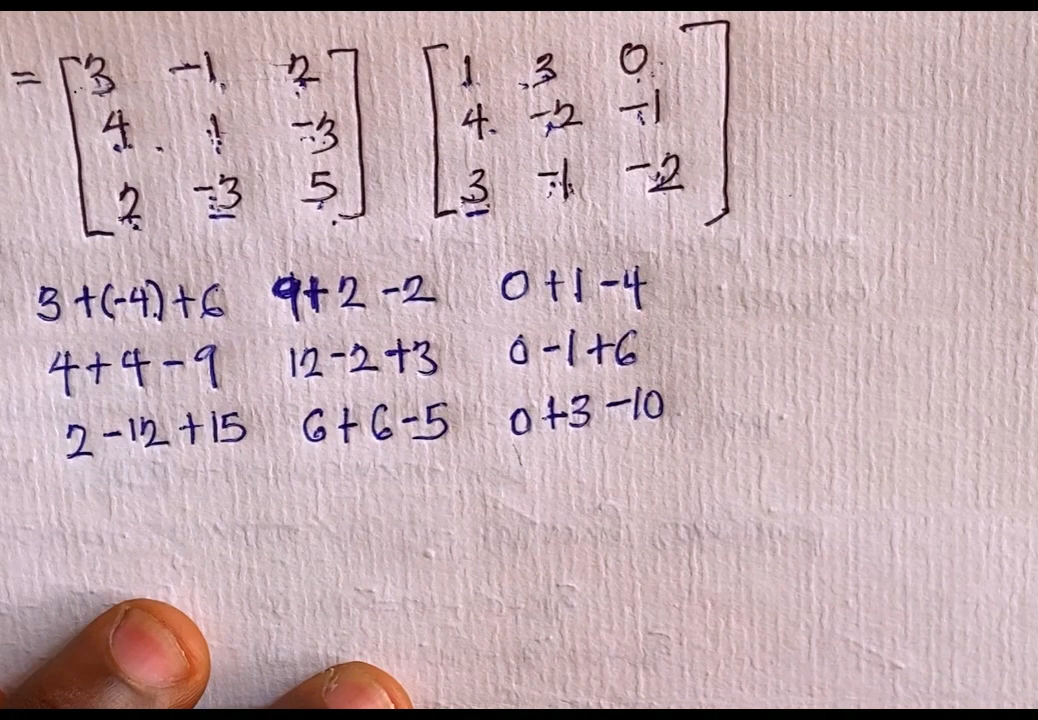 = [3 -1 2] [1 3 0]
[4 1 -3] [4 -2 -1]
[2 -3 5] [3 -1 -2]
3+(-4)+6 9+2-2 0+1-4
4+4-9 12-2+3 0-1+6
2-12+15 6+6-5 0+3-10